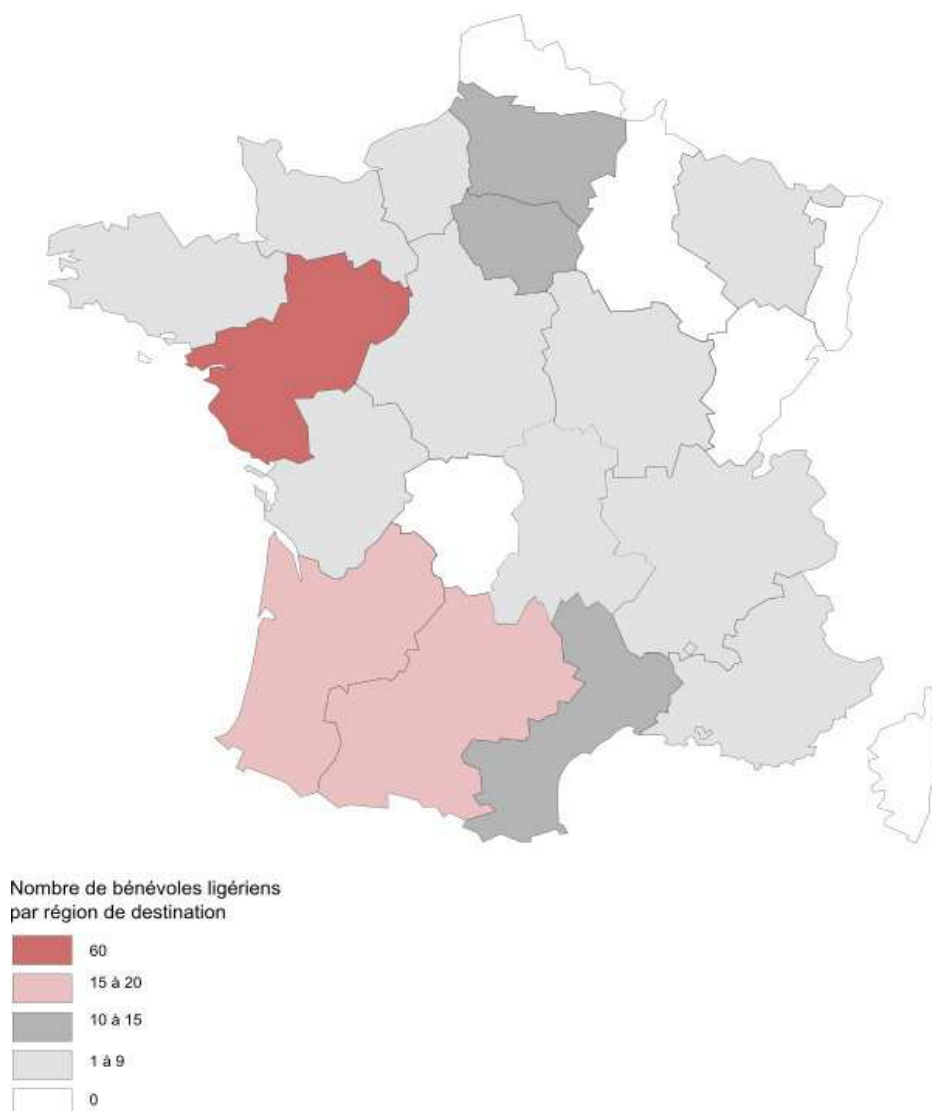 Nombre de bénévoles ligériens
par région de destination
60
15 à 20
10 à 15
1 à 9
0